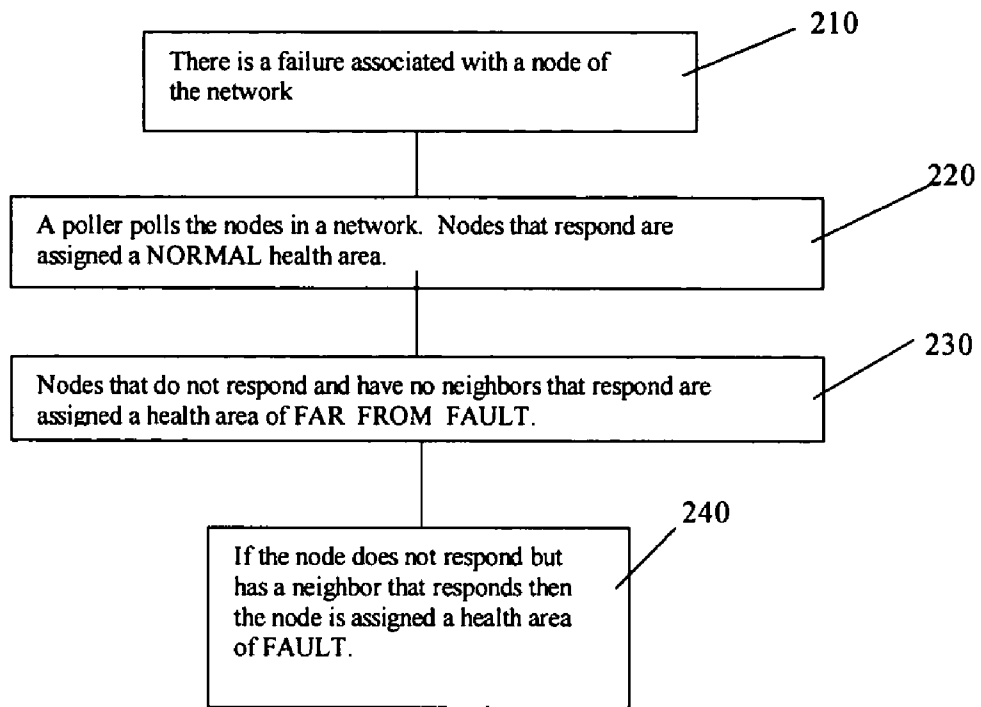 210
There is a failure associated with a node of
the network
220
A poller polls the nodes in a network. Nodes that respond are
assigned a NORMAL health area.
230
Nodes that do not respond and have no neighbors that respond are
assigned a health area of FAR FROM FAULT.
240
If the node does not respond but
has a neighbor that responds then
the node is assigned a health area
of FAULT.